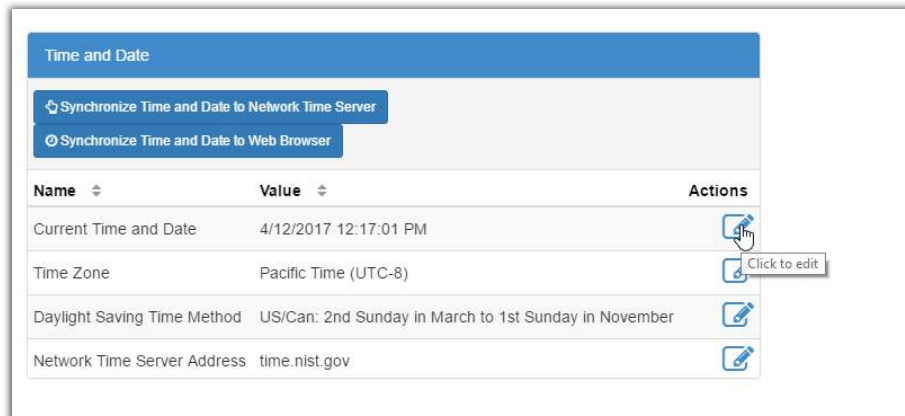 Time and Date
Synchronize Time and Date to Network Time Server
Synchronize Time and Date to Web Browser
Name Value Actions
Current Time and Date 4/12/2017 12:17:01 PM
Click to edit
Time Zone Pacific Time (UTC-8)
Daylight Saving Time Method US/Can: 2nd Sunday in March to 1st Sunday in November
Network Time Server Address time.nist.gov